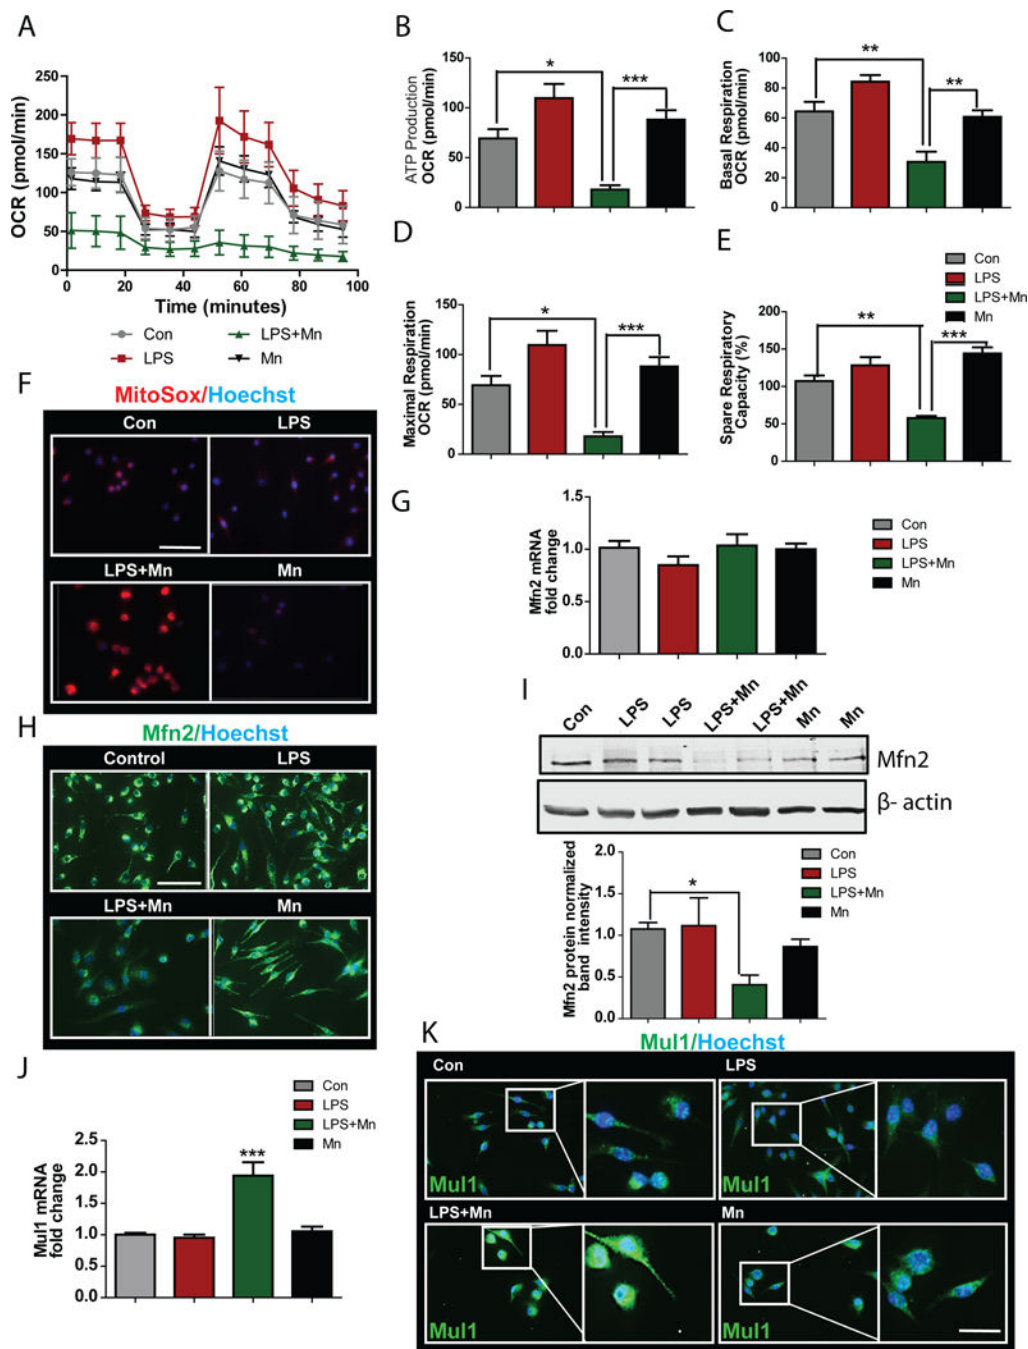 A
OCR (pmol/min)
250
200
150
100
50
0
0
20
40
60
80
100
Time (minutes)
Con
LPS
LPS+Mn
Mn
B
ATP Production
OCR (pmol/min)
150
100
50
0
*
***
C
Basal Respiration
OCR (pmol/min)
100
80
60
40
20
0
**
**
D
Maximal Respiration
OCR (pmol/min)
150
100
50
0
*
***
E
Con
LPS
LPS+Mn
Mn
Spare Respiratory
Capacity (%)
200
150
100
50
0
**
***
F
MitoSox/Hoechst
Con
LPS
LPS+Mn
Mn
G
Mfn2 mRNA
fold change
1.5
1.0
0.5
0.0
Con
LPS
LPS+Mn
Mn
H
Mfn2/Hoechst
Control
LPS
LPS+Mn
Mn
I
Con
LPS
LPS
LPS+Mn
LPS+Mn
Mn
Mn
Mfn2
β- actin
Mfn2 protein normalized
band intensity
2.0
1.5
1.0
0.5
0.0
*
Con
LPS
LPS+Mn
Mn
J
Mul1 mRNA
fold change
2.5
2.0
1.5
1.0
0.5
0.0
***
Con
LPS
LPS+Mn
Mn
K
Mul1/Hoechst
Con
LPS
Mul1
Mul1
LPS+Mn
Mn
Mul1
Mul1